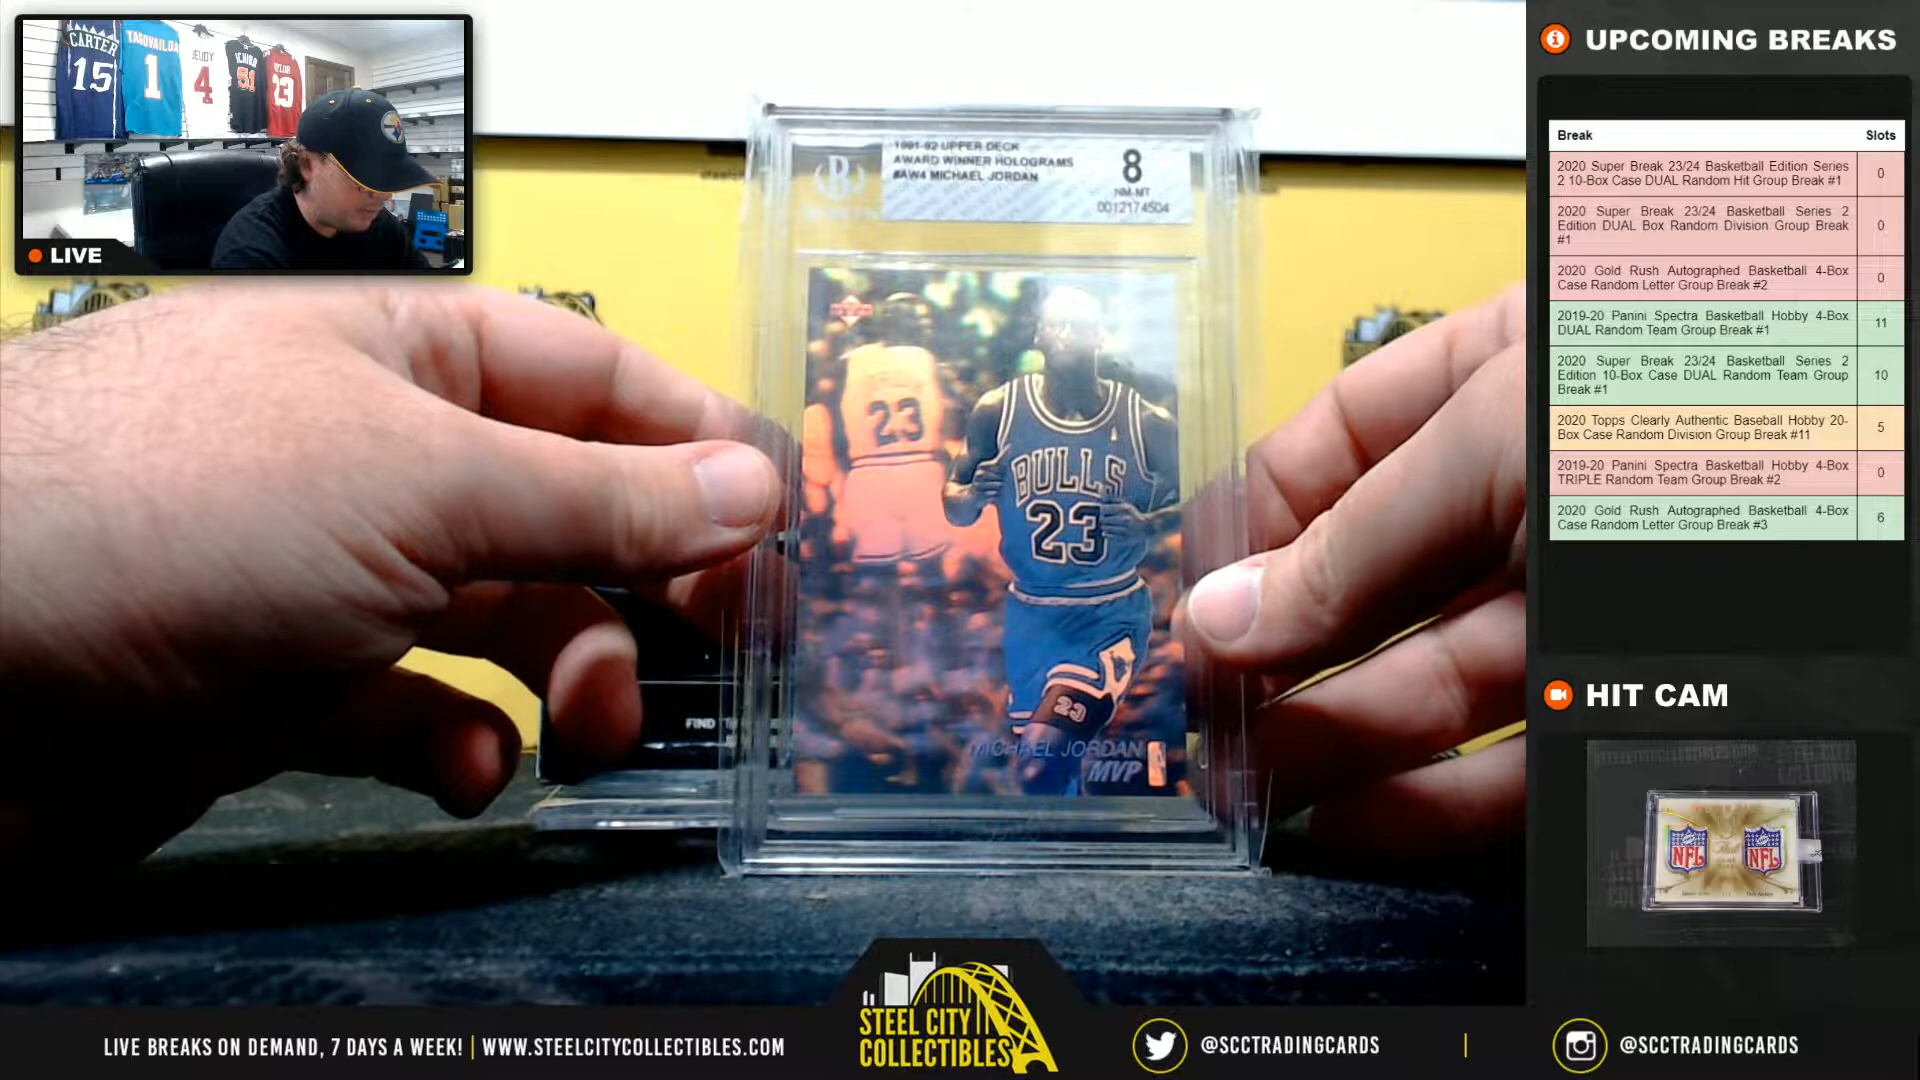 CARTER
15
TAGOVAILOA
1
JEUDY
4
ICHIRO
51
TAYLOR
23
LIVE
1991-92 UPPER DECK
AWARD WINNER HOLOGRAMS
#AW4 MICHAEL JORDAN
8
NM-MT
0012174504
23
BULLS
23
23
MICHAEL JORDAN
MVP
FIND
UPCOMING BREAKS
Break Slots
2020 Super Break 23/24 Basketball Edition Series
2 10-Box Case DUAL Random Hit Group Break #1 0
2020 Super Break 23/24 Basketball Series 2
Edition DUAL Box Random Division Group Break 0
#1
2020 Gold Rush Autographed Basketball 4-Box
Case Random Letter Group Break #2 0
2019-20 Panini Spectra Basketball Hobby 4-Box
DUAL Random Team Group Break #1 11
2020 Super Break 23/24 Basketball Series 2
Edition 10-Box Case DUAL Random Team Group 10
Break #1
2020 Topps Clearly Authentic Baseball Hobby 20-
Box Case Random Division Group Break #11 5
2019-20 Panini Spectra Basketball Hobby 4-Box
TRIPLE Random Team Group Break #2 0
2020 Gold Rush Autographed Basketball 4-Box
Case Random Letter Group Break #3 6
HIT CAM
NFL
NFL
LIVE BREAKS ON DEMAND, 7 DAYS A WEEK! | WWW.STEELCITYCOLLECTIBLES.COM
STEEL CITY
COLLECTIBLES
@SCCTRADINGCARDS
@SCCTRADINGCARDS